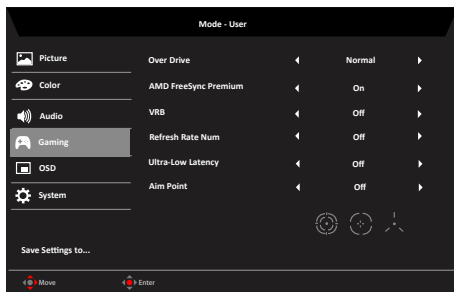 Mode - User
Picture
Color
Audio
Gaming
OSD
System
Save Settings to...
Over Drive Normal
AMD FreeSync Premium On
VRB Off
Refresh Rate Num Off
Ultra-Low Latency Off
Aim Point Off
Move Enter